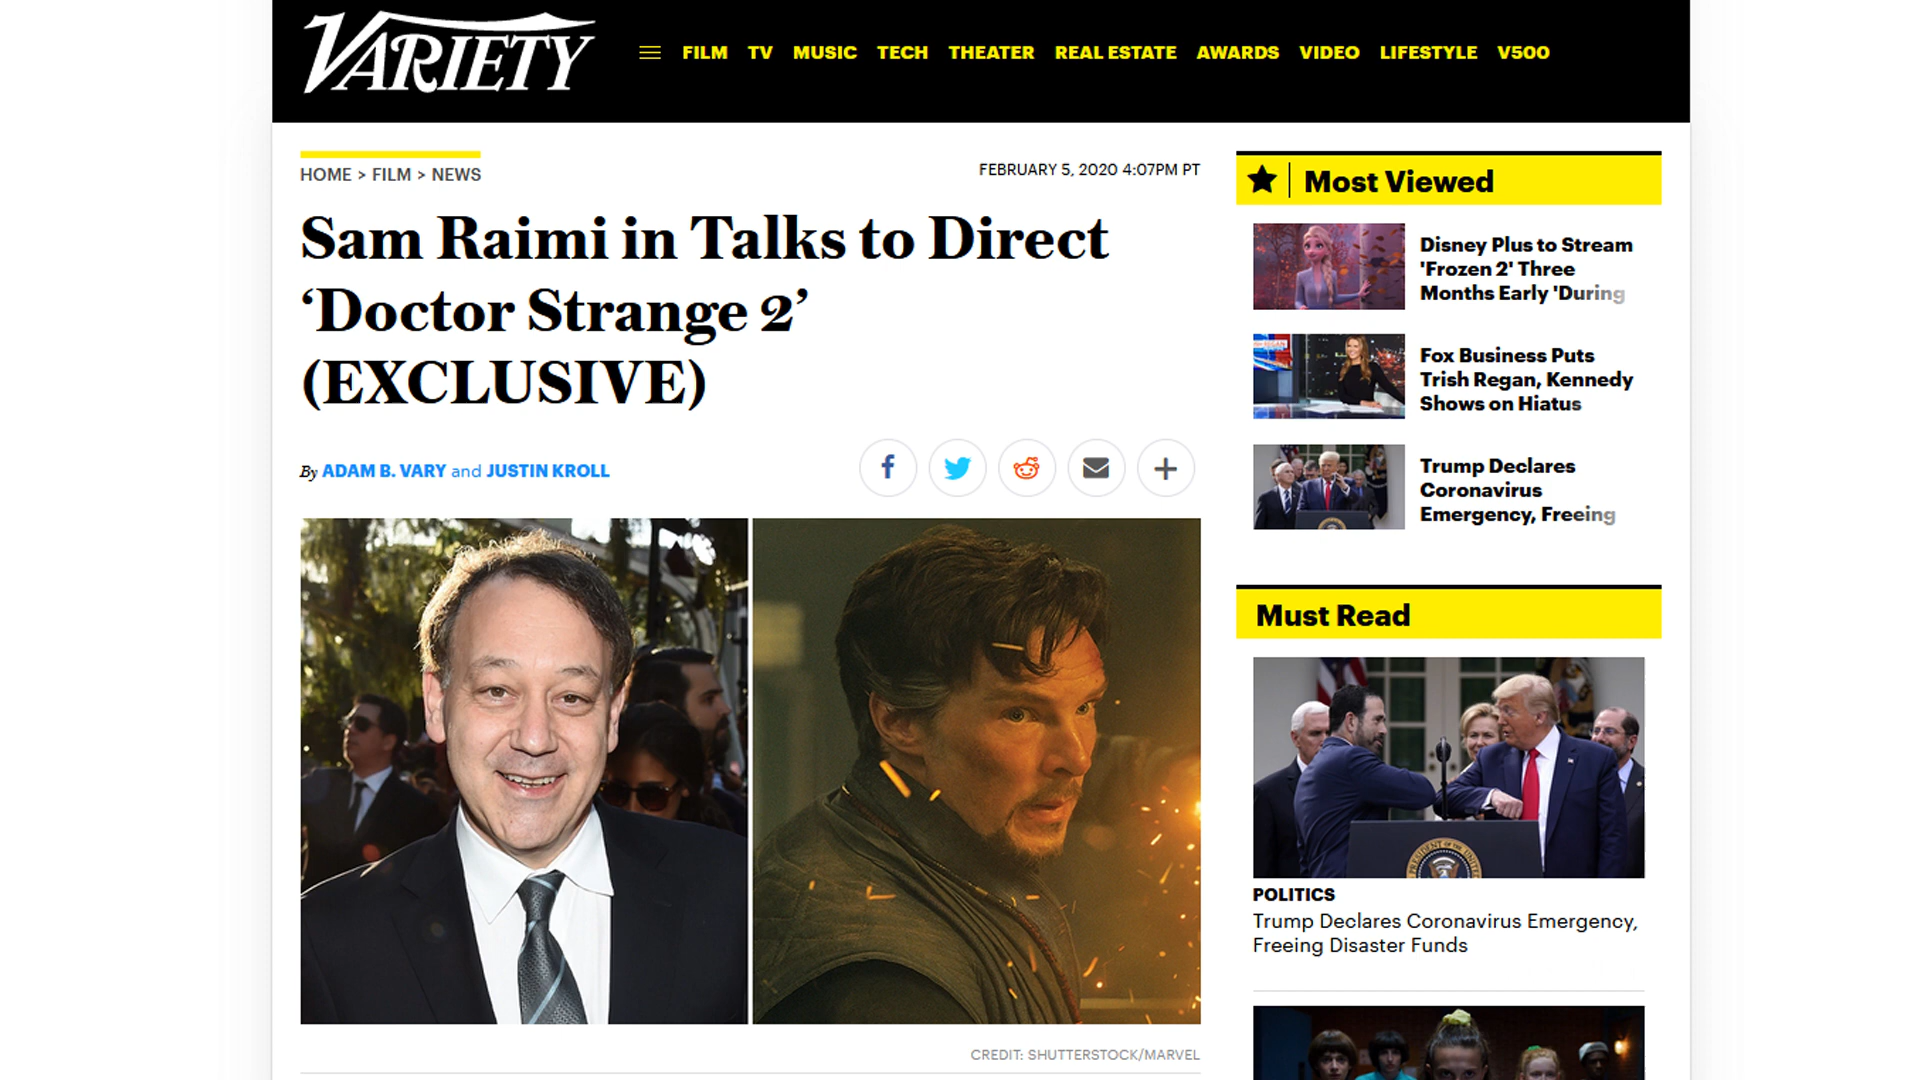 VARIETY
FILM TV MUSIC TECH THEATER REAL ESTATE AWARDS VIDEO LIFESTYLE V500
HOME > FILM > NEWS
FEBRUARY 5, 2020 4:07PM PT
Sam Raimi in Talks to Direct
‘Doctor Strange 2’
(EXCLUSIVE)
By ADAM B. VARY and JUSTIN KROLL
CREDIT: SHUTTERSTOCK/MARVEL
Most Viewed
Disney Plus to Stream
'Frozen 2' Three
Months Early 'During
Fox Business Puts
Trish Regan, Kennedy
Shows on Hiatus
Trump Declares
Coronavirus
Emergency, Freeing
Must Read
POLITICS
Trump Declares Coronavirus Emergency,
Freeing Disaster Funds